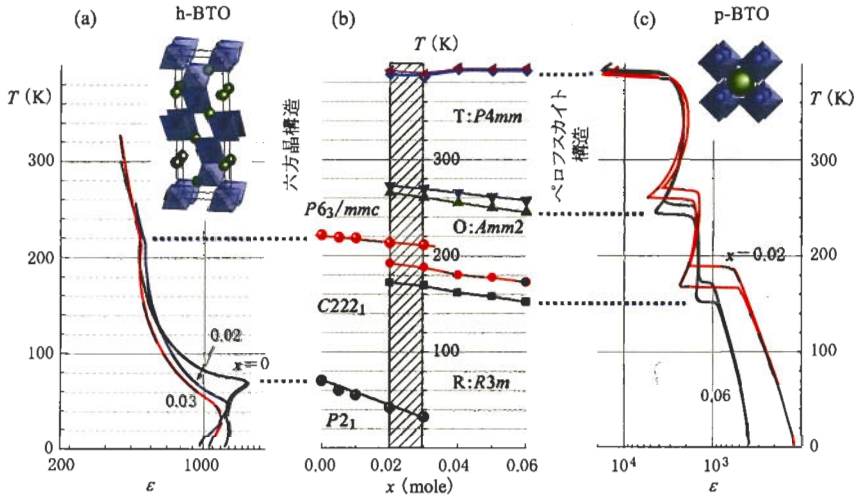 (a)
h-BTO
T (K)
300
200
100
0
0.02
x=0
0.03
200
1000
ε
六方晶構造
(b)
T (K)
T:P4mm
300
P6₃/mmc
O:Amm2
200
C222₁
100
R:R3m
P2₁
0.00
0.02
0.04
0.06
x (mole)
ペロフスカイト
構造
(c)
p-BTO
T (K)
300
x=0.02
200
100
0.06
0
10⁴
10³
ε